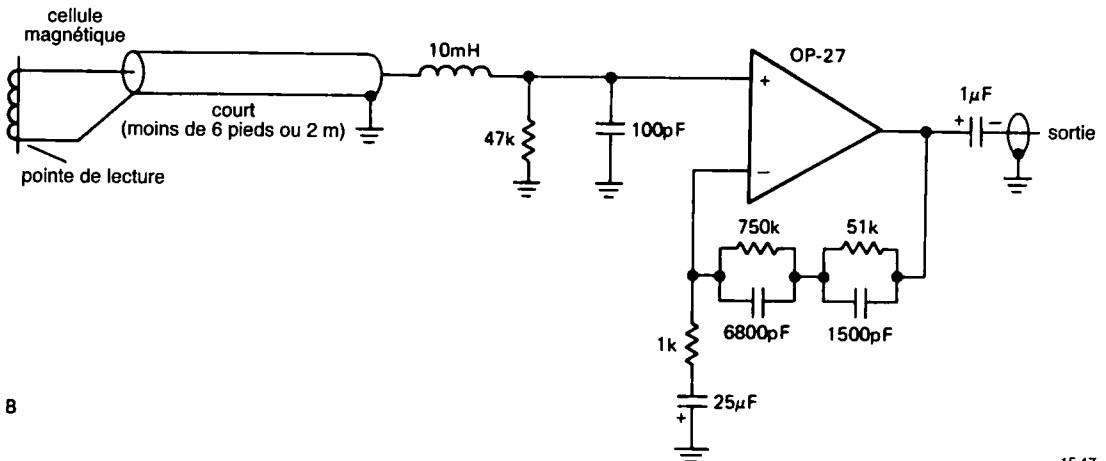 cellule
magnétique
court
(moins de 6 pieds ou 2 m)
pointe de lecture
10mH
47k
100pF
OP-27
+
−
1µF
+ −
sortie
750k
51k
6800pF
1500pF
1k
25µF
+
B